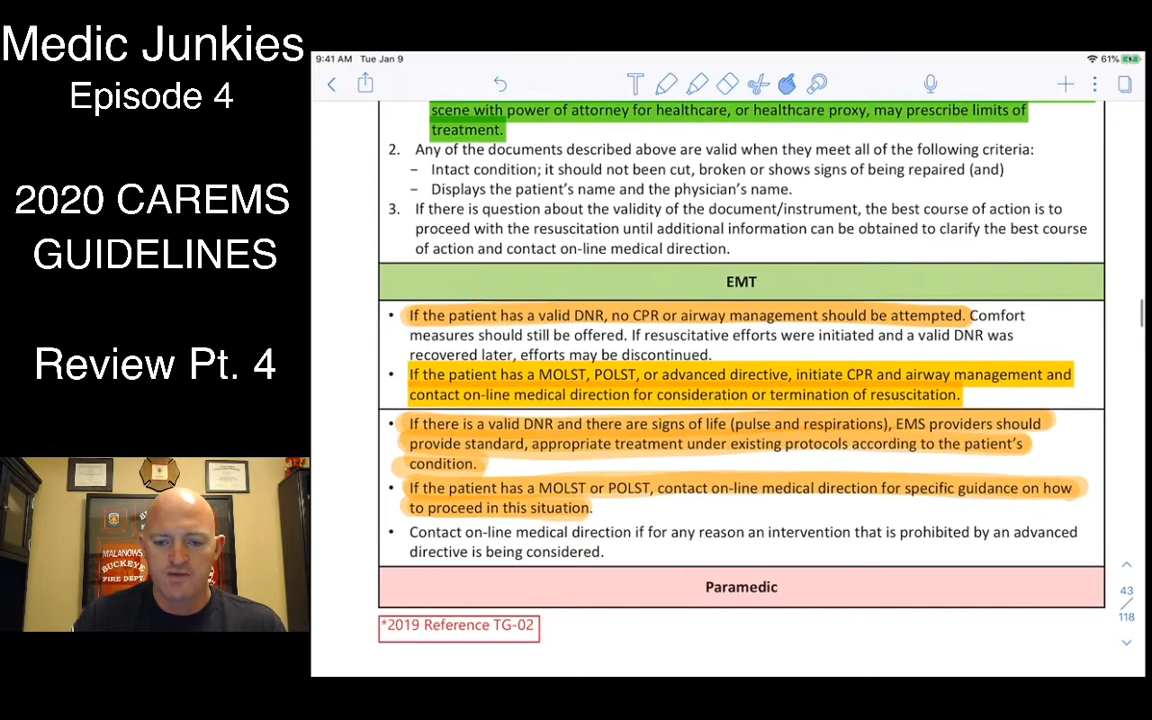 Medic Junkies
Episode 4
2020 CAREMS
GUIDELINES
Review Pt. 4
9:41 AM Tue Jan 9
61%
scene with power of attorney for healthcare, or healthcare proxy, may prescribe limits of
treatment.
2. Any of the documents described above are valid when they meet all of the following criteria:
− Intact condition; it should not been cut, broken or shows signs of being repaired (and)
− Displays the patient's name and the physician's name.
3. If there is question about the validity of the document/instrument, the best course of action is to
proceed with the resuscitation until additional information can be obtained to clarify the best course
of action and contact on-line medical direction.
EMT
• If the patient has a valid DNR, no CPR or airway management should be attempted. Comfort
measures should still be offered. If resuscitative efforts were initiated and a valid DNR was
recovered later, efforts may be discontinued.
• If the patient has a MOLST, POLST, or advanced directive, initiate CPR and airway management and
contact on-line medical direction for consideration or termination of resuscitation.
• If there is a valid DNR and there are signs of life (pulse and respirations), EMS providers should
provide standard, appropriate treatment under existing protocols according to the patient's
condition.
• If the patient has a MOLST or POLST, contact on-line medical direction for specific guidance on how
to proceed in this situation.
• Contact on-line medical direction if for any reason an intervention that is prohibited by an advanced
directive is being considered.
Paramedic
*2019 Reference TG-02
43
/
118
MALANOWS
BUCKEYE
FIRE DEPT.